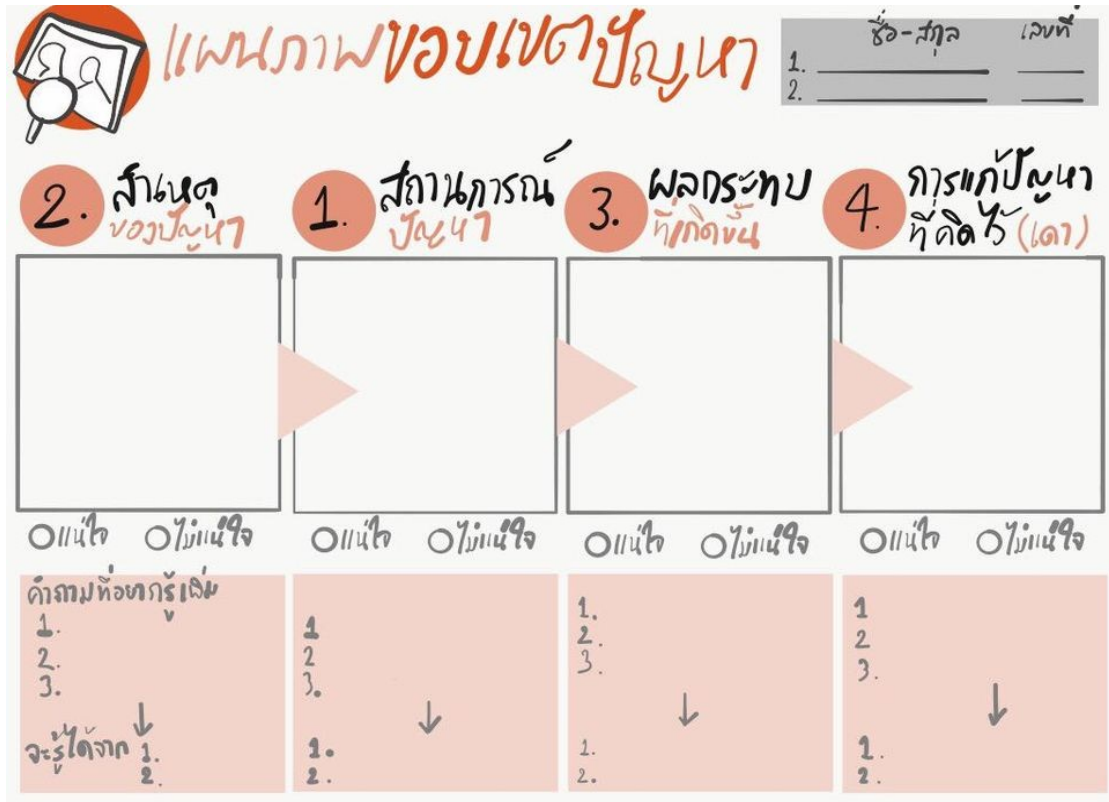 แผนภาพขอบเขตปัญหา
ชื่อ-สกุล เลขที่
1.
2.
2. สาเหตุ
ของปัญหา
1. สถานการณ์
ปัญหา
3. ผลกระทบ
ที่เกิดขึ้น
4. การแก้ปัญหา
ที่คิดไว้ (เดา)
แน่ใจ ไม่แน่ใจ
แน่ใจ ไม่แน่ใจ
แน่ใจ ไม่แน่ใจ
แน่ใจ ไม่แน่ใจ
คำถามที่อยากรู้เพิ่ม
1.
2.
3.
↓
จะรู้ได้จาก 1.
2.
1
2
3.
↓
1.
2.
1.
2.
3.
↓
1.
2.
1
2
3.
↓
1.
2.